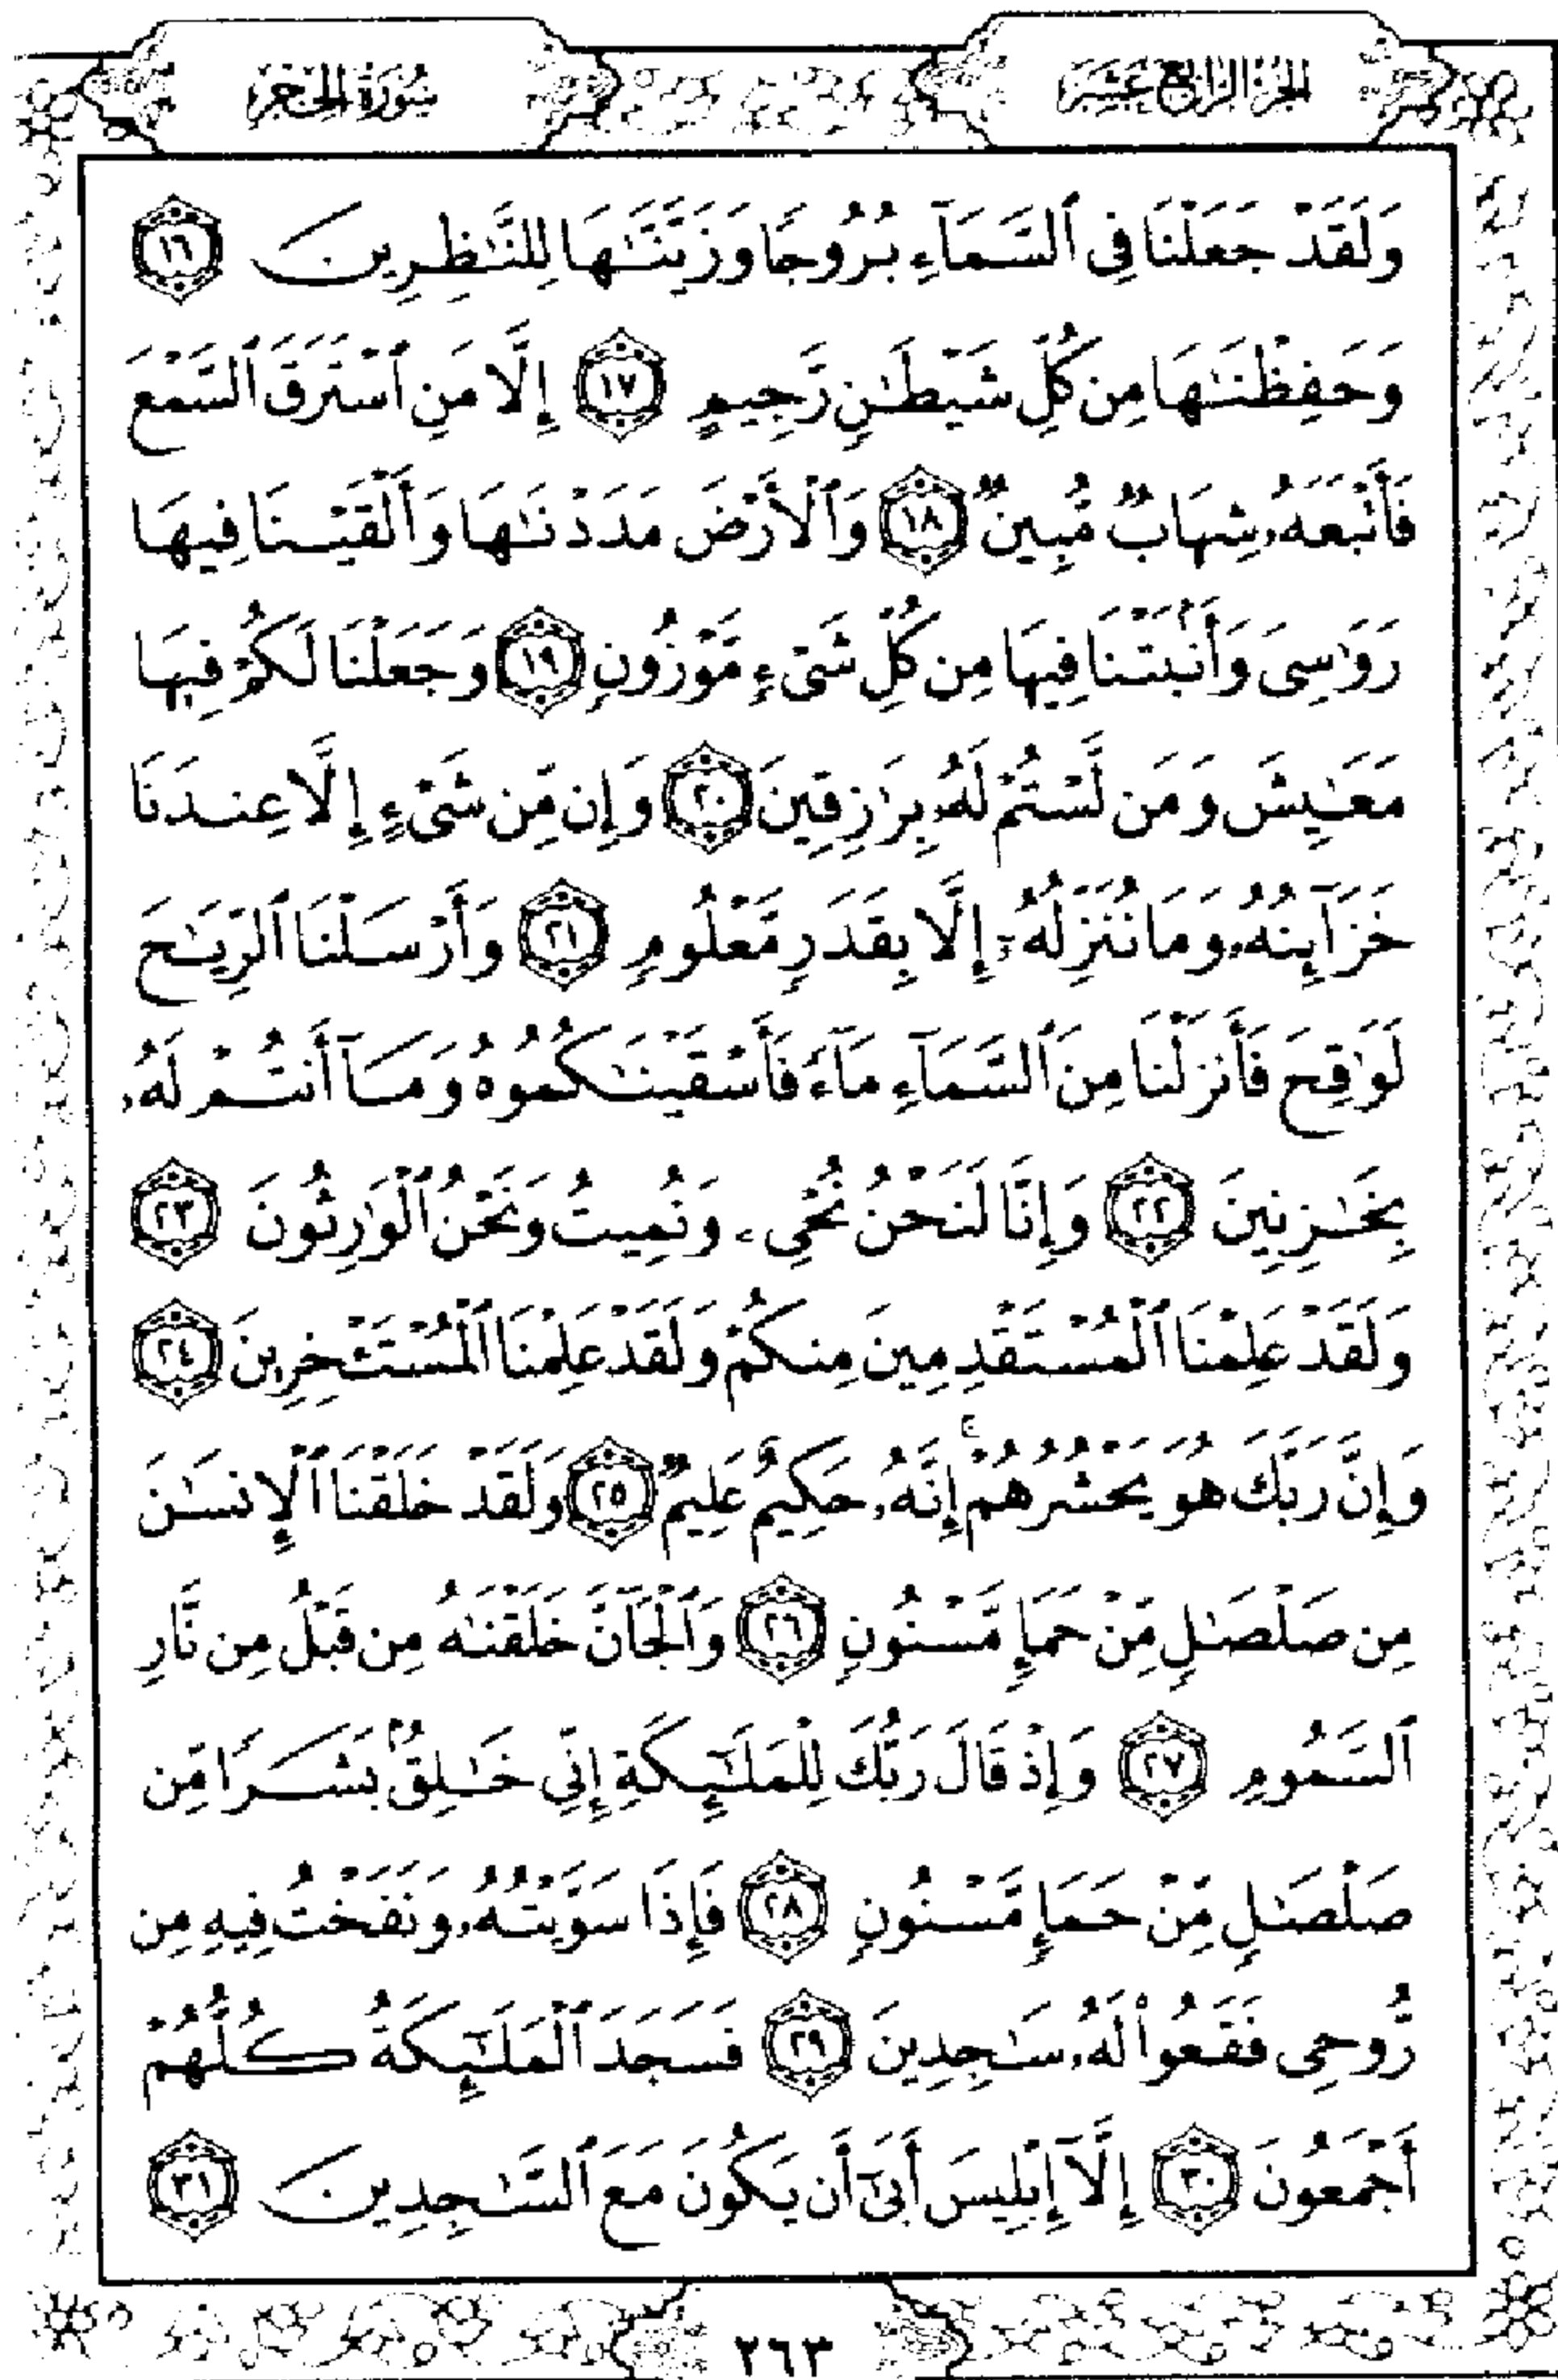 الجزء الرابع عشر
سورة الحجر
وَلَقَدْ جَعَلْنَا فِى ٱلسَّمَآءِ بُرُوجًا وَزَيَّنَّٰهَا لِلنَّٰظِرِينَ ١٦
وَحَفِظْنَٰهَا مِن كُلِّ شَيْطَٰنٍ رَّجِيمٍ ١٧ إِلَّا مَنِ ٱسْتَرَقَ ٱلسَّمْعَ
فَأَتْبَعَهُۥ شِهَابٌ مُّبِينٌ ١٨ وَٱلْأَرْضَ مَدَدْنَٰهَا وَأَلْقَيْنَا فِيهَا
رَوَٰسِىَ وَأَنۢبَتْنَا فِيهَا مِن كُلِّ شَىْءٍ مَّوْزُونٍ ١٩ وَجَعَلْنَا لَكُمْ فِيهَا
مَعَٰيِشَ وَمَن لَّسْتُمْ لَهُۥ بِرَٰزِقِينَ ٢٠ وَإِن مِّن شَىْءٍ إِلَّا عِندَنَا
خَزَآئِنُهُۥ وَمَا نُنَزِّلُهُۥٓ إِلَّا بِقَدَرٍ مَّعْلُومٍ ٢١ وَأَرْسَلْنَا ٱلرِّيَٰحَ
لَوَٰقِحَ فَأَنزَلْنَا مِنَ ٱلسَّمَآءِ مَآءً فَأَسْقَيْنَٰكُمُوهُ وَمَآ أَنتُمْ لَهُۥ
بِخَٰزِنِينَ ٢٢ وَإِنَّا لَنَحْنُ نُحْىِۦ وَنُمِيتُ وَنَحْنُ ٱلْوَٰرِثُونَ ٢٣
وَلَقَدْ عَلِمْنَا ٱلْمُسْتَقْدِمِينَ مِنكُمْ وَلَقَدْ عَلِمْنَا ٱلْمُسْتَـْٔخِرِينَ ٢٤
وَإِنَّ رَبَّكَ هُوَ يَحْشُرُهُمْ ۚ إِنَّهُۥ حَكِيمٌ عَلِيمٌ ٢٥ وَلَقَدْ خَلَقْنَا ٱلْإِنسَٰنَ
مِن صَلْصَٰلٍ مِّنْ حَمَإٍ مَّسْنُونٍ ٢٦ وَٱلْجَآنَّ خَلَقْنَٰهُ مِن قَبْلُ مِن نَّارِ
ٱلسَّمُومِ ٢٧ وَإِذْ قَالَ رَبُّكَ لِلْمَلَٰٓئِكَةِ إِنِّى خَٰلِقٌۢ بَشَرًا مِّن
صَلْصَٰلٍ مِّنْ حَمَإٍ مَّسْنُونٍ ٢٨ فَإِذَا سَوَّيْتُهُۥ وَنَفَخْتُ فِيهِ مِن
رُّوحِى فَقَعُوا۟ لَهُۥ سَٰجِدِينَ ٢٩ فَسَجَدَ ٱلْمَلَٰٓئِكَةُ كُلُّهُمْ
أَجْمَعُونَ ٣٠ إِلَّآ إِبْلِيسَ أَبَىٰٓ أَن يَكُونَ مَعَ ٱلسَّٰجِدِينَ ٣١
٢٦٣